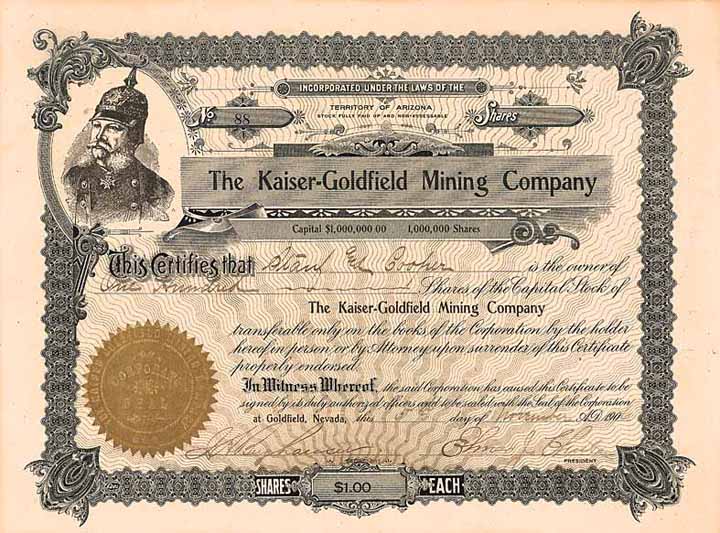 INCORPORATED UNDER THE LAWS OF THE
TERRITORY OF ARIZONA
STOCK FULLY PAID UP AND NON-ASSESSABLE
No. 88
Shares
The Kaiser-Goldfield Mining Company
Capital $1,000,000 00 1,000,000 Shares
This Certifies that Cooher is the owner of
One Hundred Shares of the Capital Stock of
The Kaiser-Goldfield Mining Company
transferable only on the books of the Corporation by the holder
hereof in person or by Attorney upon surrender of this Certificate
properly endorsed.
In Witness Whereof, the said Corporation has caused this Certificate to be
signed by its duly authorized officers and to be sealed with the Seal of the Corporation
at Goldfield, Nevada, this day of November A.D. 190
PRESIDENT
SHARES $1.00 EACH